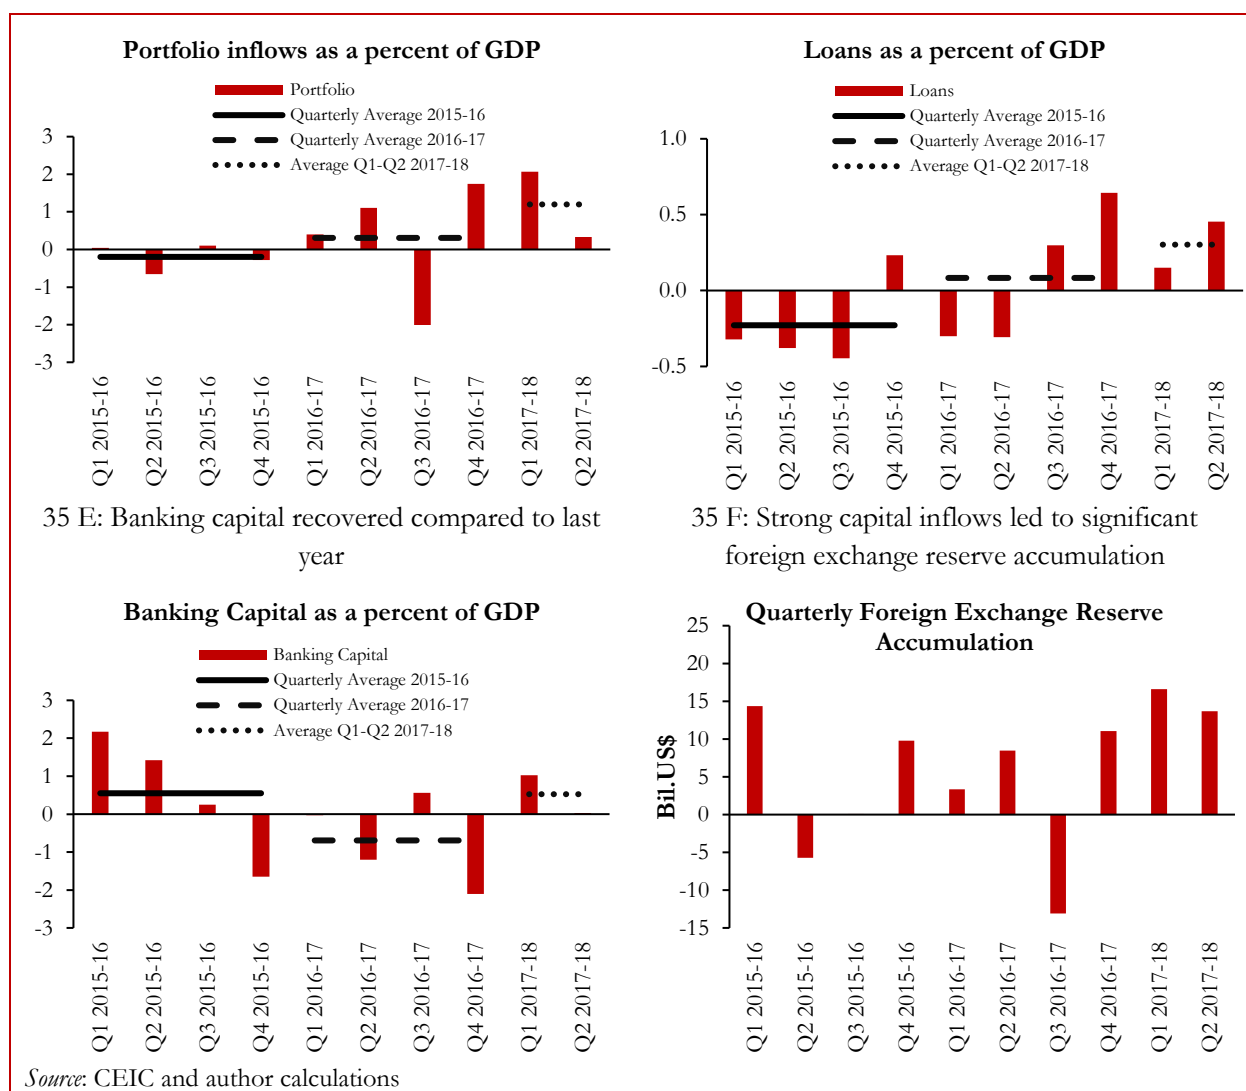 Portfolio inflows as a percent of GDP
Portfolio
Quarterly Average 2015-16
Quarterly Average 2016-17
Average Q1-Q2 2017-18
3
2
1
0
-1
-2
-3
Q1 2015-16
Q2 2015-16
Q3 2015-16
Q4 2015-16
Q1 2016-17
Q2 2016-17
Q3 2016-17
Q4 2016-17
Q1 2017-18
Q2 2017-18
Loans as a percent of GDP
Loans
Quarterly Average 2015-16
Quarterly Average 2016-17
Average Q1-Q2 2017-18
1.0
0.5
0.0
-0.5
Q1 2015-16
Q2 2015-16
Q3 2015-16
Q4 2015-16
Q1 2016-17
Q2 2016-17
Q3 2016-17
Q4 2016-17
Q1 2017-18
Q2 2017-18
35 E: Banking capital recovered compared to last
year
35 F: Strong capital inflows led to significant
foreign exchange reserve accumulation
Banking Capital as a percent of GDP
Banking Capital
Quarterly Average 2015-16
Quarterly Average 2016-17
Average Q1-Q2 2017-18
3
2
1
0
-1
-2
-3
Q1 2015-16
Q2 2015-16
Q3 2015-16
Q4 2015-16
Q1 2016-17
Q2 2016-17
Q3 2016-17
Q4 2016-17
Q1 2017-18
Q2 2017-18
Quarterly Foreign Exchange Reserve
Accumulation
Bil.US$
25
20
15
10
5
0
-5
-10
-15
Q1 2015-16
Q2 2015-16
Q3 2015-16
Q4 2015-16
Q1 2016-17
Q2 2016-17
Q3 2016-17
Q4 2016-17
Q1 2017-18
Q2 2017-18
Source: CEIC and author calculations